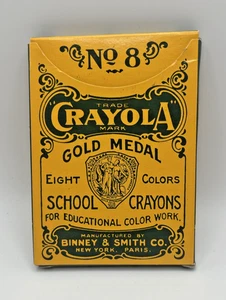 Nº 8
TRADE
"CRAYOLA"
MARK
GOLD MEDAL
EIGHT COLORS
SCHOOL CRAYONS
FOR EDUCATIONAL COLOR WORK.
MANUFACTURED BY
BINNEY & SMITH CO.
NEW YORK, PARIS.